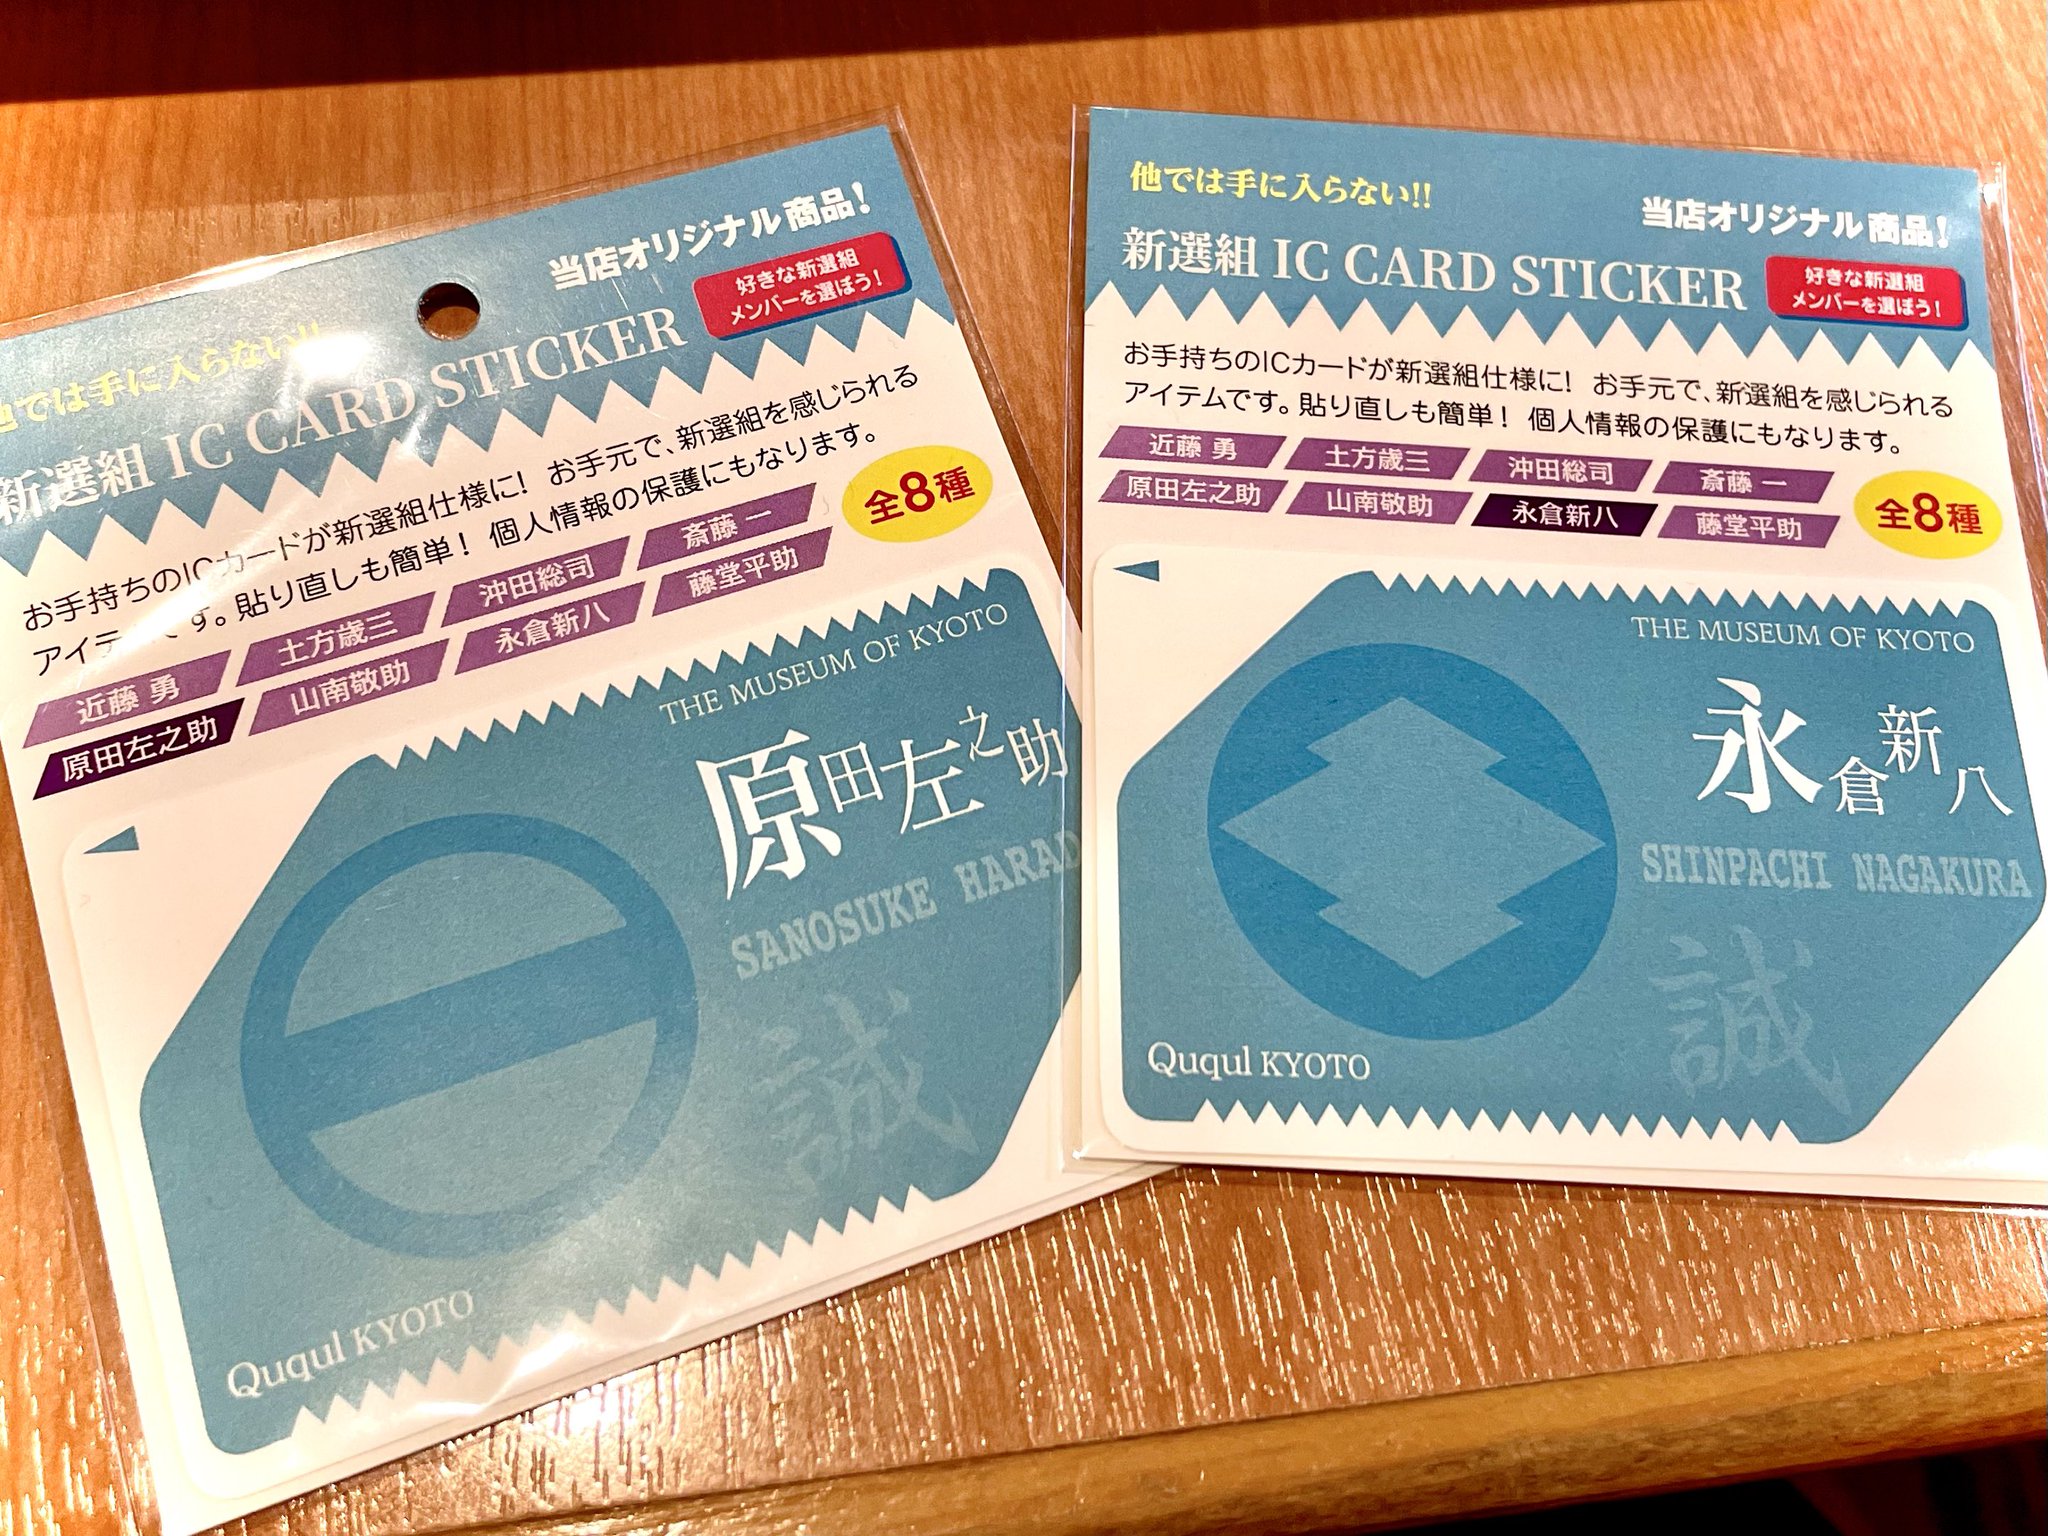 他では手に入らない!!
当店オリジナル商品!
新選組 IC CARD STICKER
好きな新選組
メンバーを選ぼう!
お手持ちのICカードが新選組仕様に! お手元で、新選組を感じられる
アイテムです。貼り直しも簡単! 個人情報の保護にもなります。
近藤 勇
土方歳三
沖田総司
斎藤 一
原田左之助
山南敬助
永倉新八
藤堂平助
全8種
THE MUSEUM OF KYOTO
原田左之助
SANOSUKE HARAD
誠
Ququl KYOTO
他では手に入らない!!
当店オリジナル商品!
新選組 IC CARD STICKER
好きな新選組
メンバーを選ぼう!
お手持ちのICカードが新選組仕様に! お手元で、新選組を感じられる
アイテムです。貼り直しも簡単! 個人情報の保護にもなります。
近藤 勇
土方歳三
沖田総司
斎藤 一
原田左之助
山南敬助
永倉新八
藤堂平助
全8種
THE MUSEUM OF KYOTO
永倉新八
SHINPACHI NAGAKURA
誠
Ququl KYOTO